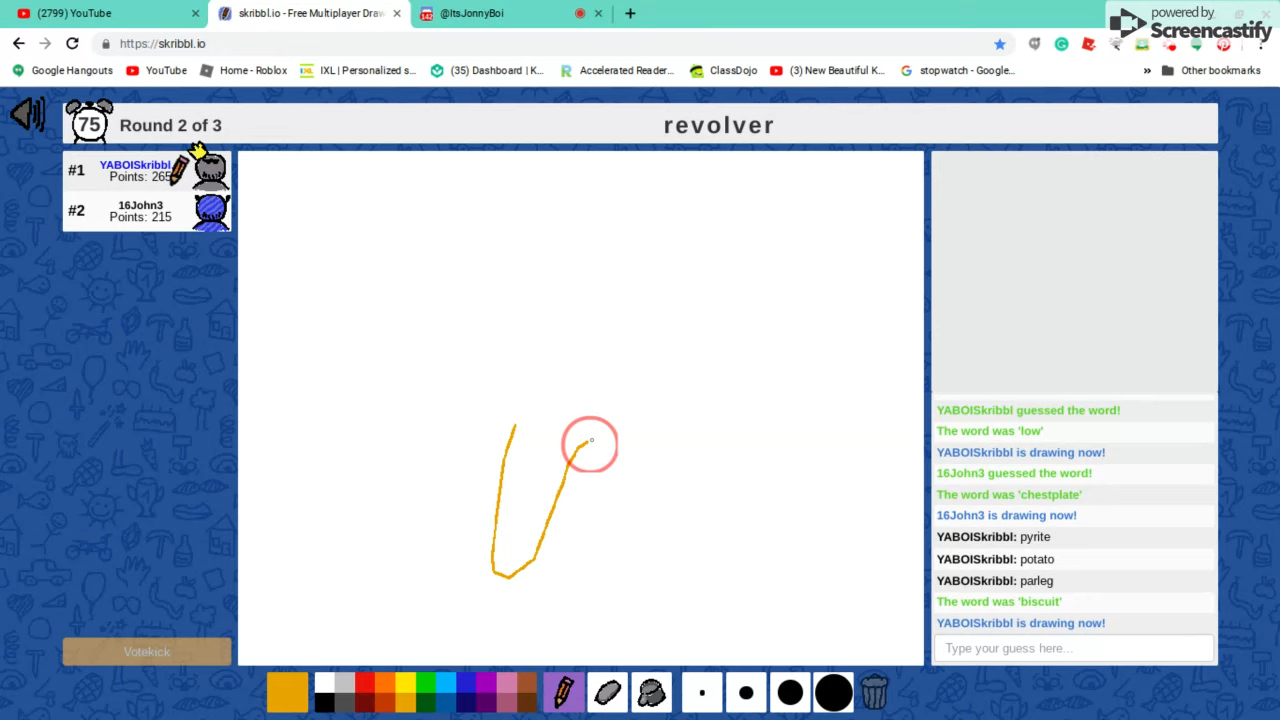 (2799) YouTube
skribbl.io - Free Multiplayer Draw
142
@ItsJonnyBoi
powered by
Screencastify
https://skribbl.io
Google Hangouts
YouTube
Home - Roblox
IXL | Personalized s...
(35) Dashboard | K...
Accelerated Reader...
ClassDojo
(3) New Beautiful K...
stopwatch - Google...
»
Other bookmarks
75
Round 2 of 3
revolver
#1
YABOISkribbl
Points: 265
#2
16John3
Points: 215
YABOISkribbl guessed the word!
The word was 'low'
YABOISkribbl is drawing now!
16John3 guessed the word!
The word was 'chestplate'
16John3 is drawing now!
YABOISkribbl: pyrite
YABOISkribbl: potato
YABOISkribbl: parleg
The word was 'biscuit'
YABOISkribbl is drawing now!
Type your guess here...
Votekick